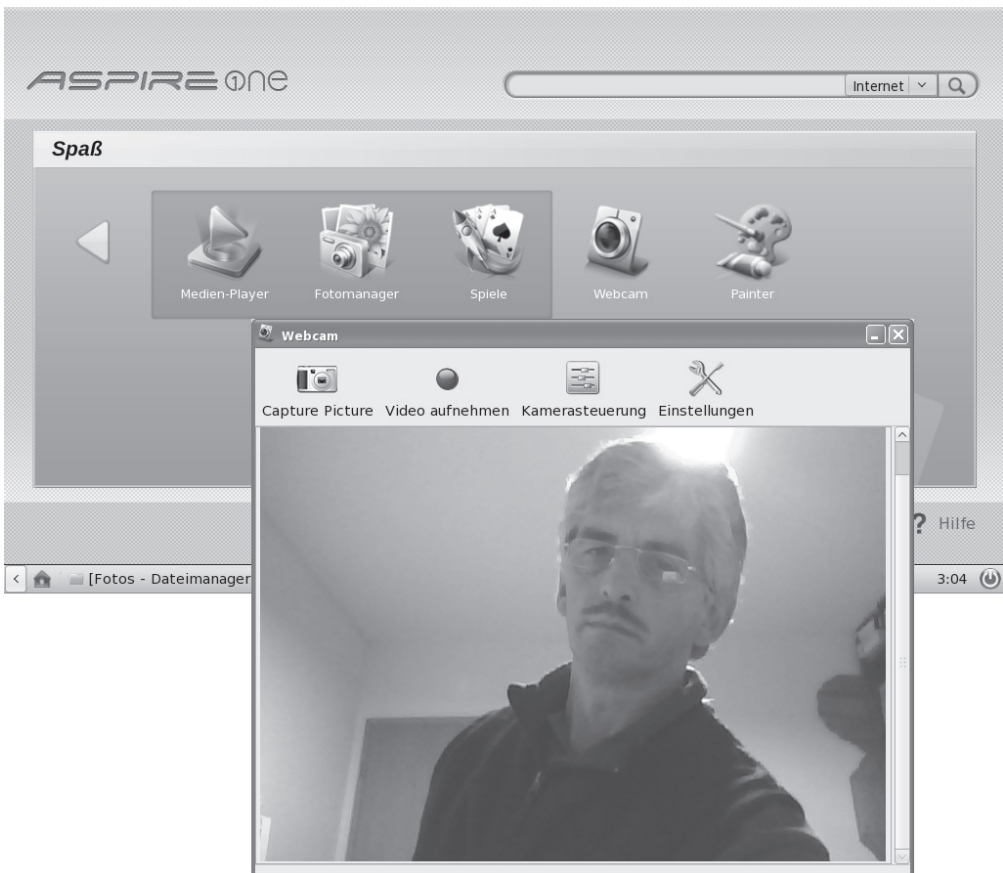 ASPIRE one
Internet
Spaß
Medien-Player Fotomanager Spiele Webcam Painter
Webcam
Capture Picture Video aufnehmen Kamerasteuerung Einstellungen
? Hilfe
[Fotos - Dateimanager
3:04